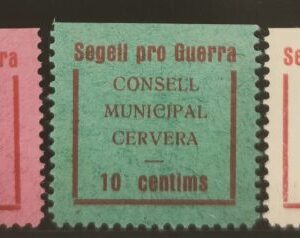 Segell pro Guerra
CONSELL
MUNICIPAL
CERVERA
10 centims